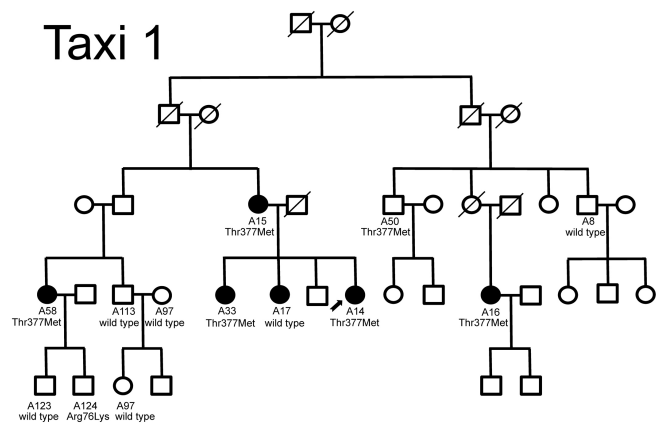 Taxi 1
A15
Thr377Met
A50
Thr377Met
A8
wild type
A58
Thr377Met
A113
wild type
A97
wild type
A33
Thr377Met
A17
wild type
A14
Thr377Met
A16
Thr377Met
A123
wild type
A124
Arg76Lys
A97
wild type